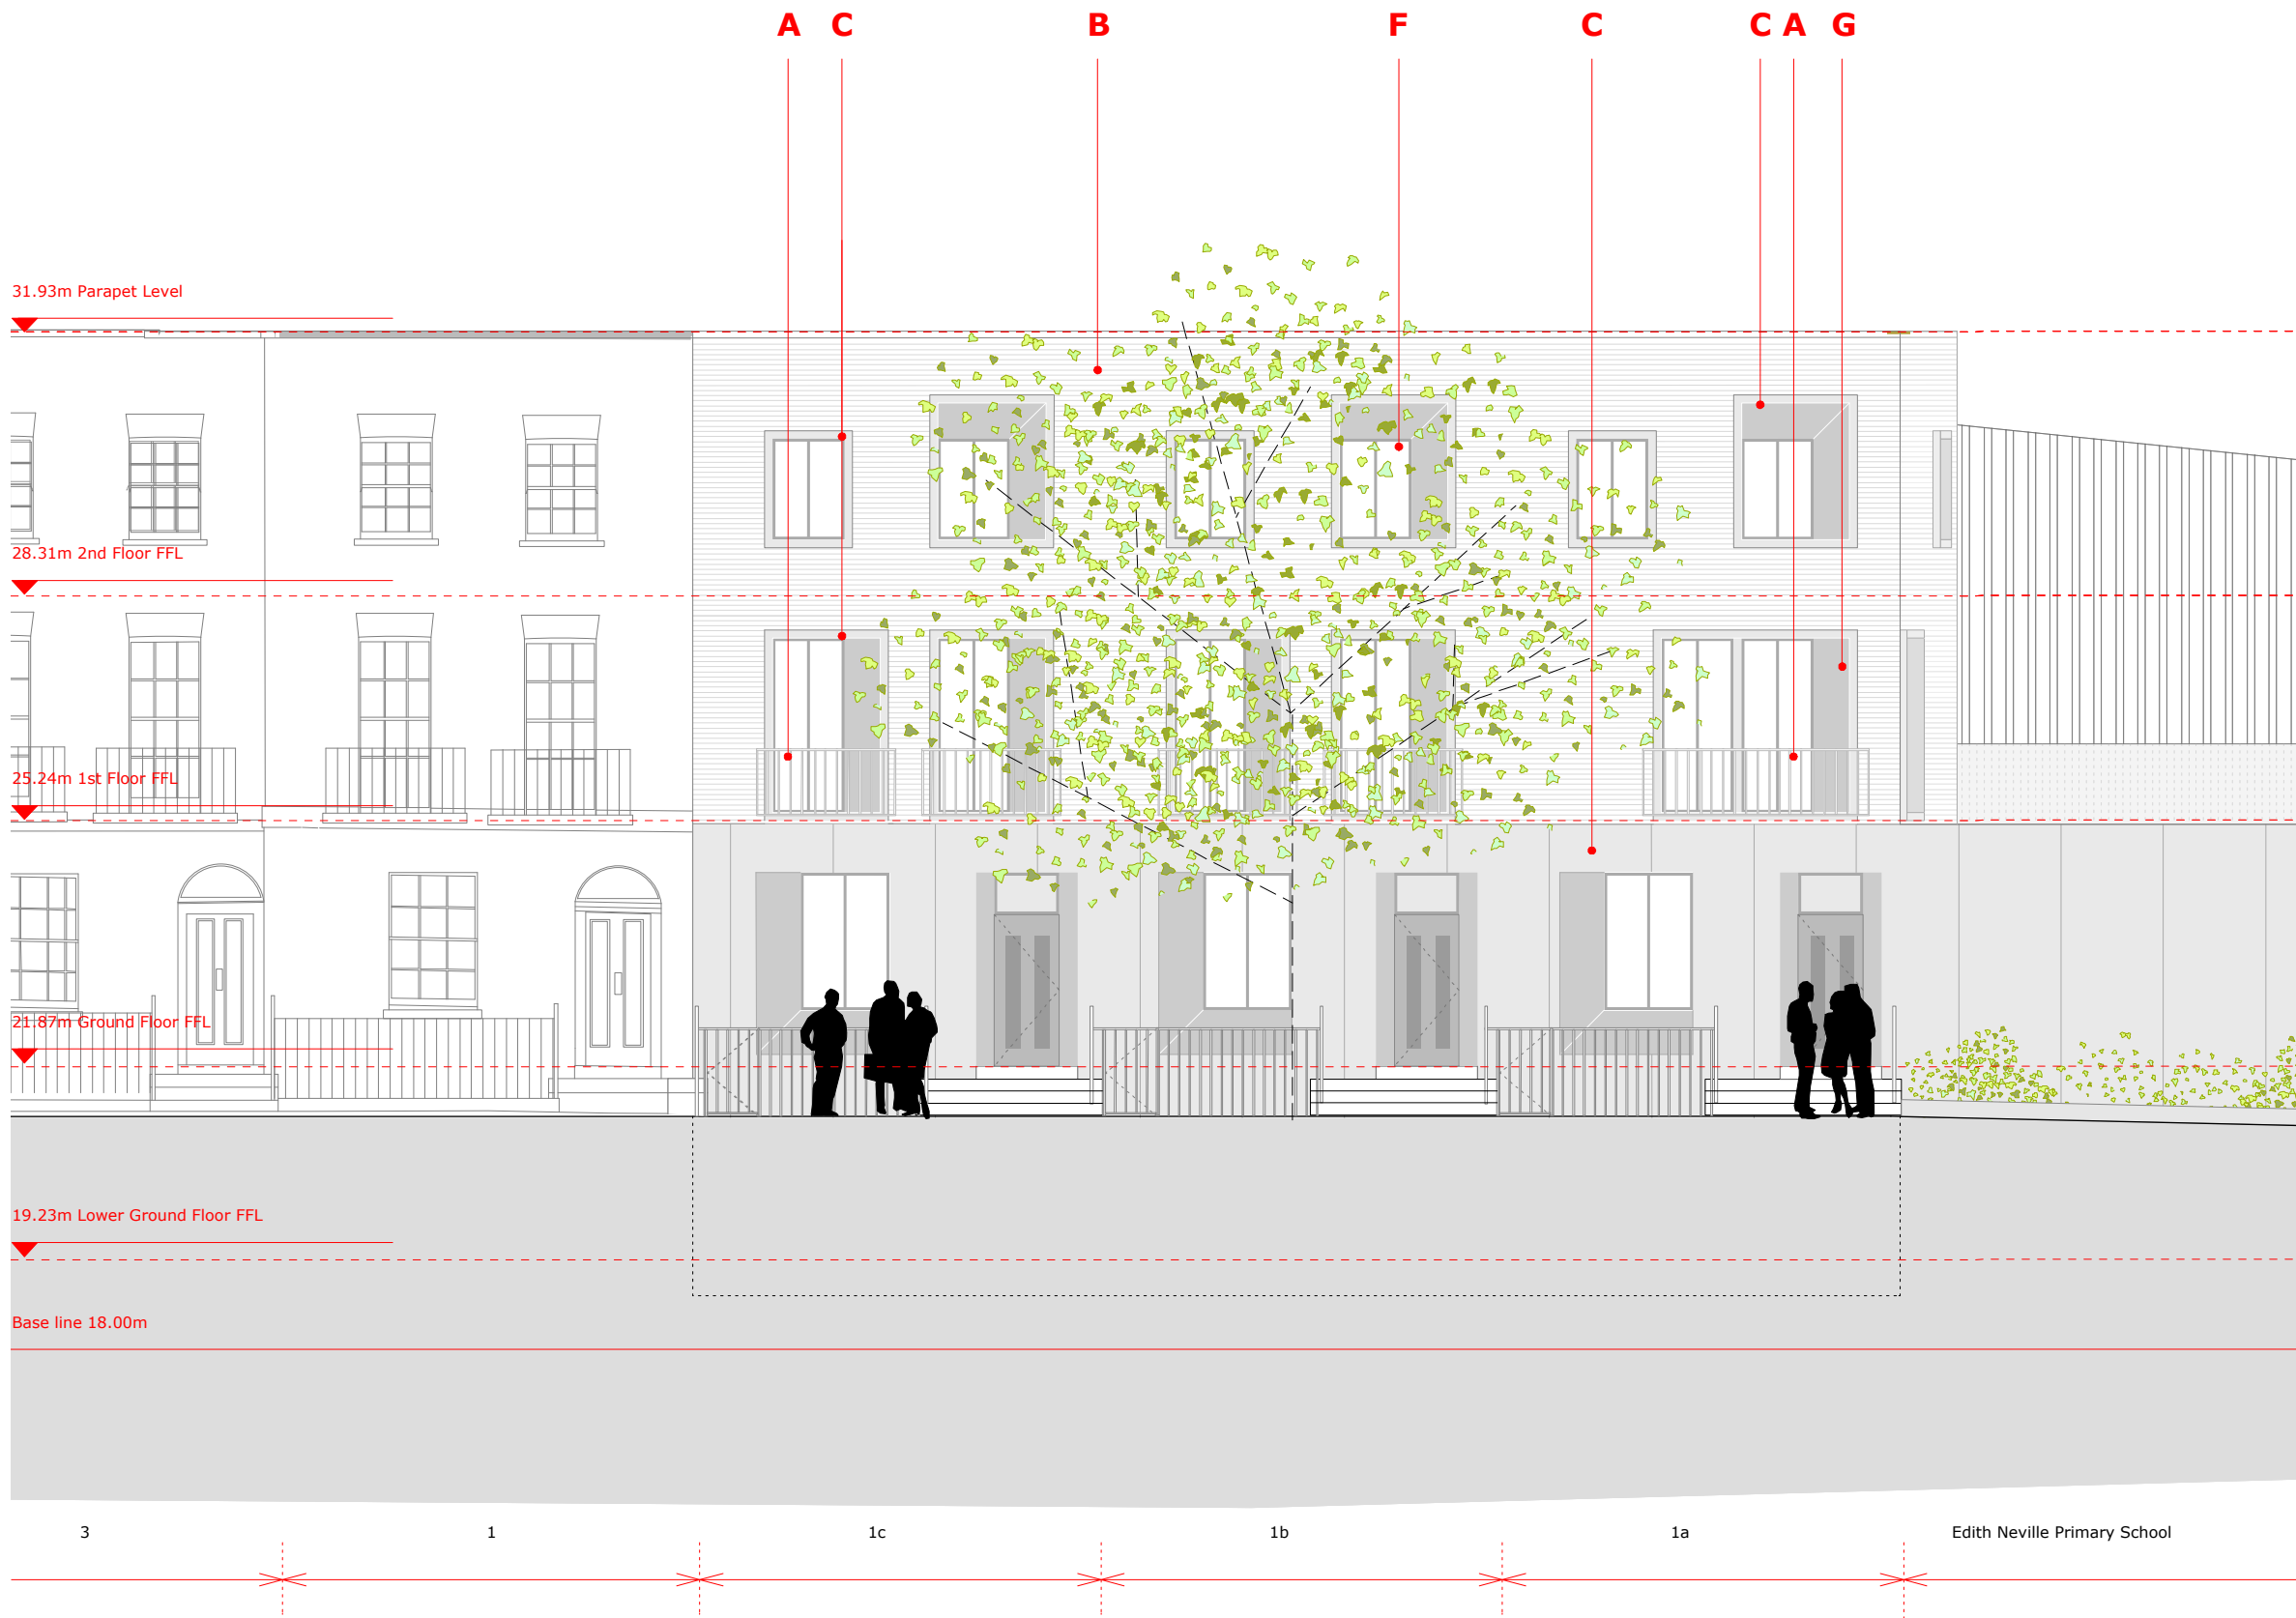 A C B F C C A G
31.93m Parapet Level
28.31m 2nd Floor FFL
25.24m 1st Floor FFL
21.87m Ground Floor FFL
19.23m Lower Ground Floor FFL
Base line 18.00m
3 1 1c 1b 1a Edith Neville Primary School